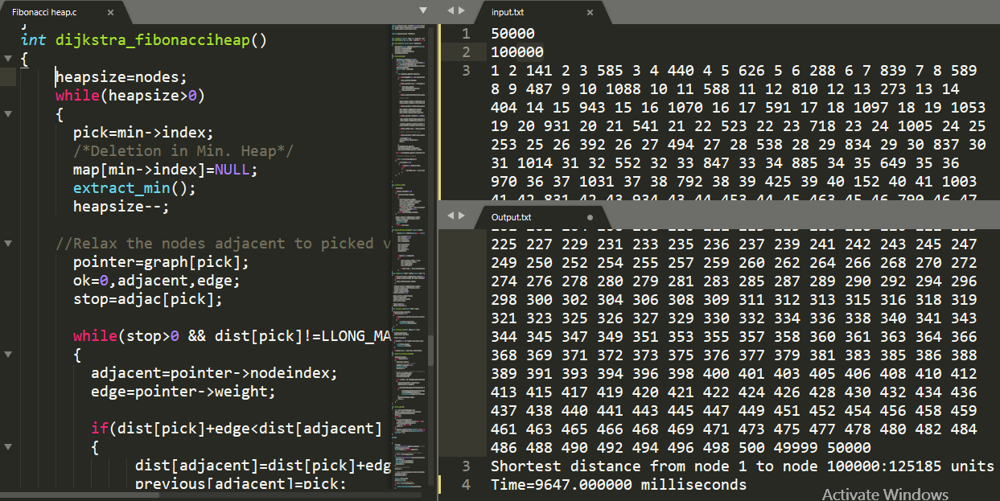 Fibonacci heap.c
int dijkstra_fibonacciheap()
{
heapsize=nodes;
while(heapsize>0)
{
pick=min->index;
/*Deletion in Min. Heap*/
map[min->index]=NULL;
extract_min();
heapsize--;
//Relax the nodes adjacent to picked v
pointer=graph[pick];
ok=0,adjacent,edge;
stop=adjac[pick];
while(stop>0 && dist[pick]!=LLONG_MA
{
adjacent=pointer->nodeindex;
edge=pointer->weight;
if(dist[pick]+edge<dist[adjacent]
{
dist[adjacent]=dist[pick]+edg
previous[adjacent]=pick;
input.txt
1 50000
2 100000
3 1 2 141 2 3 585 3 4 440 4 5 626 5 6 288 6 7 839 7 8 589
8 9 487 9 10 1088 10 11 588 11 12 810 12 13 273 13 14
404 14 15 943 15 16 1070 16 17 591 17 18 1097 18 19 1053
19 20 931 20 21 541 21 22 523 22 23 718 23 24 1005 24 25
253 25 26 392 26 27 494 27 28 538 28 29 834 29 30 837 30
31 1014 31 32 552 32 33 847 33 34 885 34 35 649 35 36
970 36 37 1031 37 38 792 38 39 425 39 40 152 40 41 1003
41 42 831 42 43 934 43 44 453 44 45 463 45 46 790 46 47
Output.txt
225 227 229 231 233 235 236 237 239 241 242 243 245 247
249 250 252 254 255 257 259 260 262 264 266 268 270 272
274 276 278 280 279 281 283 285 287 289 290 292 294 296
298 300 302 304 306 308 309 311 312 313 315 316 318 319
321 323 325 326 327 329 330 332 334 336 338 340 341 343
344 345 347 349 351 353 355 357 358 360 361 363 364 366
368 369 371 372 373 375 376 377 379 381 383 385 386 388
389 391 393 394 396 398 400 401 403 405 406 408 410 412
413 415 417 419 420 421 422 424 426 428 430 432 434 436
437 438 440 441 443 445 447 449 451 452 454 456 458 459
461 463 465 466 468 469 471 473 475 477 478 480 482 484
486 488 490 492 494 496 498 500 49999 50000
3 Shortest distance from node 1 to node 100000:125185 units
4 Time=9647.000000 milliseconds
Activate Windows